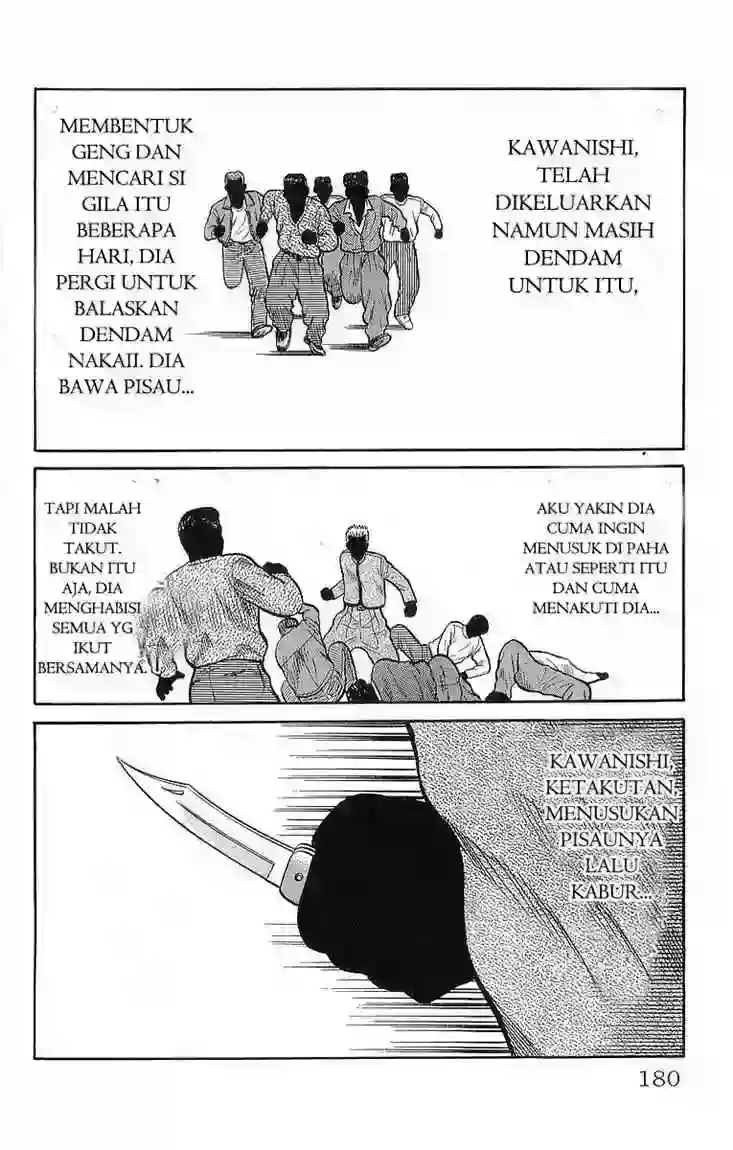 KAWANISHI,
TELAH
DIKELUARKAN
NAMUN MASIH
DENDAM
UNTUK ITU,
MEMBENTUK
GENG DAN
MENCARI SI
GILA ITU
BEBERAPA
HARI, DIA
PERGI UNTUK
BALASKAN
DENDAM
NAKAII. DIA
BAWA PISAU...
AKU YAKIN DIA
CUMA INGIN
MENUSUK DI PAHA
ATAU SEPERTI ITU
DAN CUMA
MENAKUTI DIA...
TAPI MALAH
TIDAK
TAKUT.
BUKAN ITU
AJA, DIA
MENGHABISI
SEMUA YG
IKUT
BERSAMANYA.
KAWANISHI,
KETAKUTAN,
MENUSUKAN
PISAUNYA
LALU
KABUR...
180